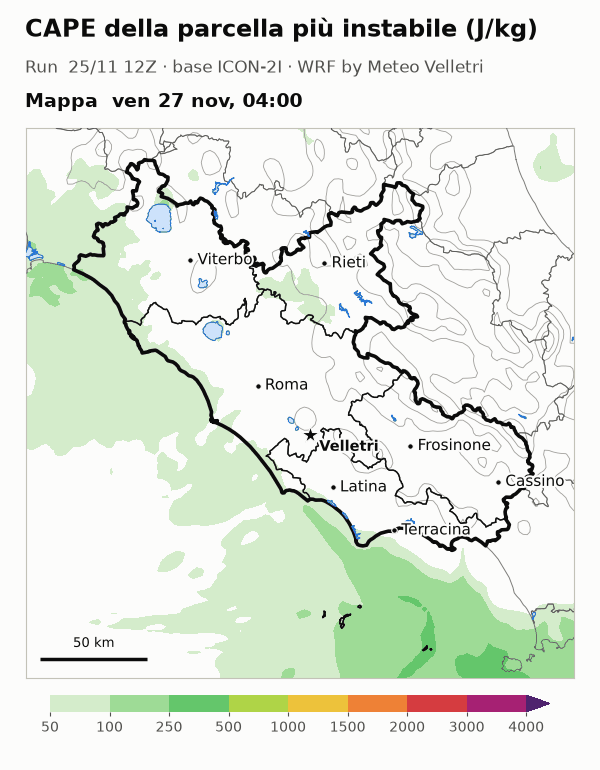 CAPE della parcella più instabile (J/kg)
Run  25/11 12Z · base ICON-2I · WRF by Meteo Velletri
Mappa  ven 27 nov, 04:00
Viterbo
Rieti
Roma
Velletri
Frosinone
Latina
Cassino
Terracina
50 km
50 100 250 500 1000 1500 2000 3000 4000